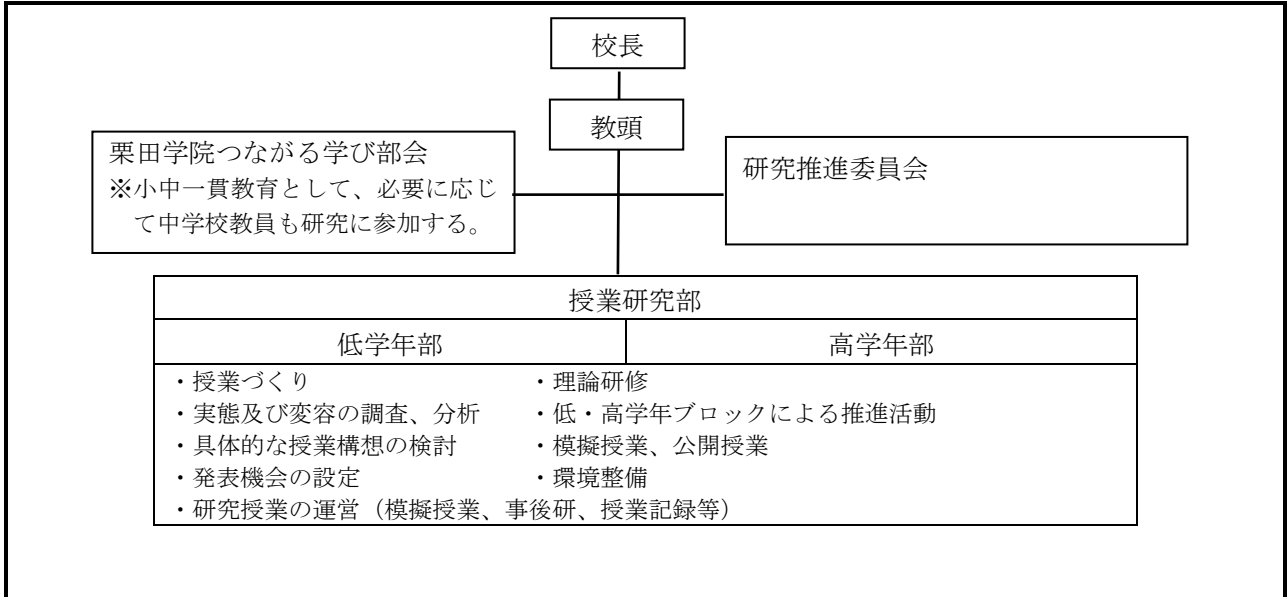 校長
教頭
栗田学院つながる学び部会
※小中一貫教育として、必要に応じ
て中学校教員も研究に参加する。
研究推進委員会
授業研究部
低学年部
高学年部
・授業づくり
・理論研修
・実態及び変容の調査、分析
・低・高学年ブロックによる推進活動
・具体的な授業構想の検討
・模擬授業、公開授業
・発表機会の設定
・環境整備
・研究授業の運営（模擬授業、事後研、授業記録等）